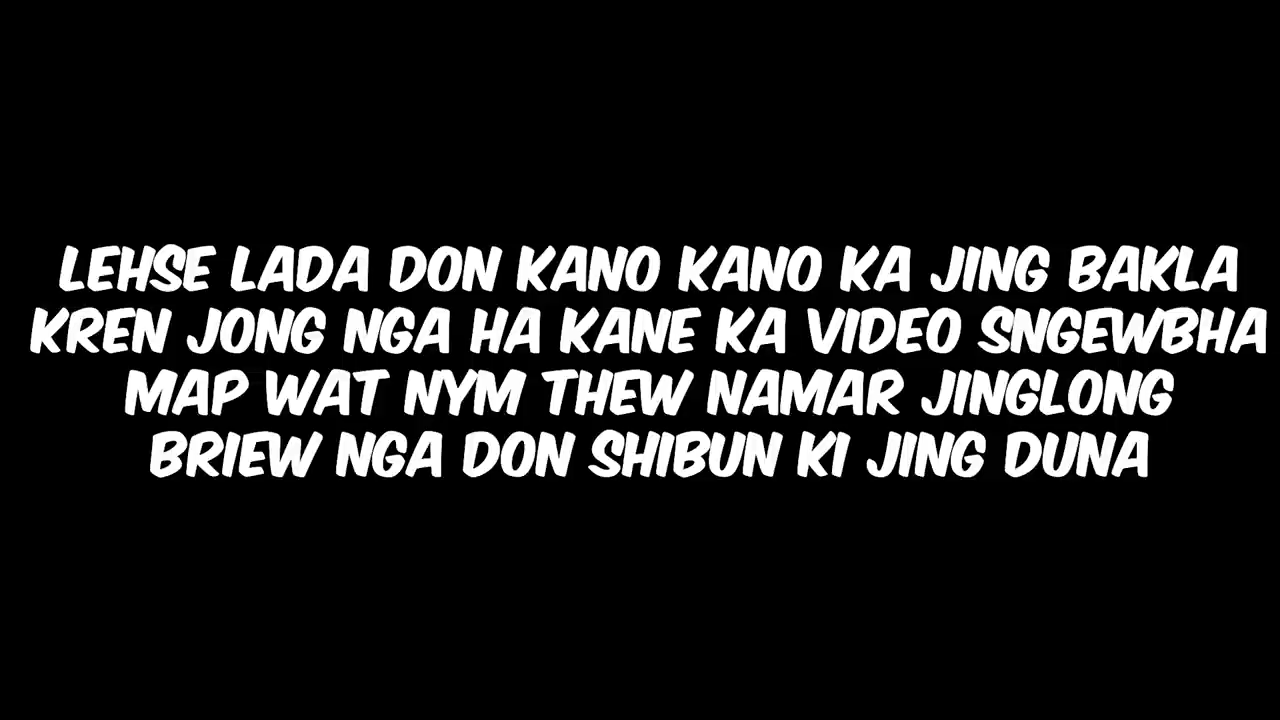 LEHSE LADA DON KANO KANO KA JING BAKLA
KREN JONG NGA HA KANE KA VIDEO SNGEWBHA
MAP WAT NYM THEW NAMAR JINGLONG
BRIEW NGA DON SHIBUN KI JING DUNA